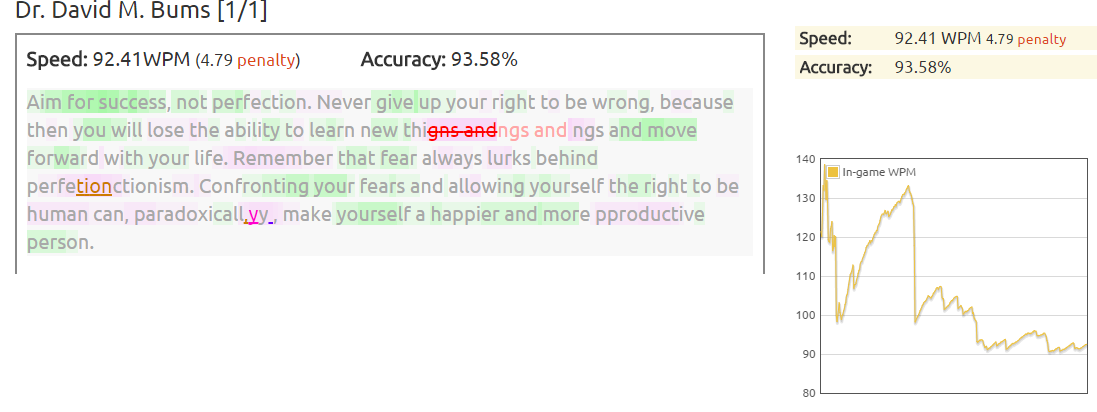 Dr. David M. Bums [1/1]
Speed: 92.41WPM (4.79 penalty) Accuracy: 93.58%
Aim for success, not perfection. Never give up your right to be wrong, because
then you will lose the ability to learn new thigns andngs and ngs and move
forward with your life. Remember that fear always lurks behind
perfetionctionism. Confronting your fears and allowing yourself the right to be
human can, paradoxicall,yy , make yourself a happier and more pproductive
person.
Speed: 92.41 WPM 4.79 penalty
Accuracy: 93.58%
140
In-game WPM
130
120
110
100
90
80